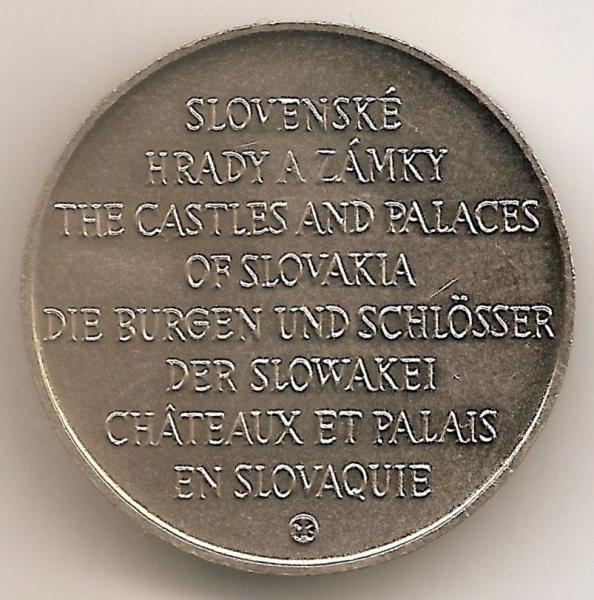 SLOVENSKÉ
HRADY A ZÁMKY
THE CASTLES AND PALACES
OF SLOVAKIA
DIE BURGEN UND SCHLÖSSER
DER SLOWAKEI
CHÂTEAUX ET PALAIS
EN SLOVAQUIE